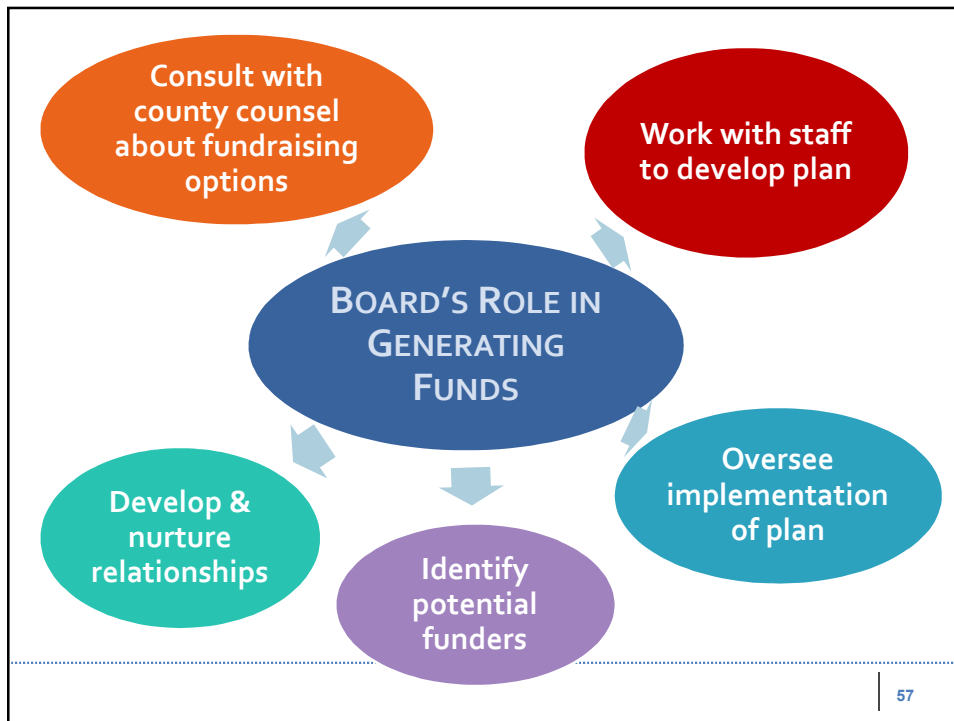 Consult with
county counsel
about fundraising
options
Work with staff
to develop plan
BOARD'S ROLE IN
GENERATING
FUNDS
Develop &
nurture
relationships
Identify
potential
funders
Oversee
implementation
of plan
57